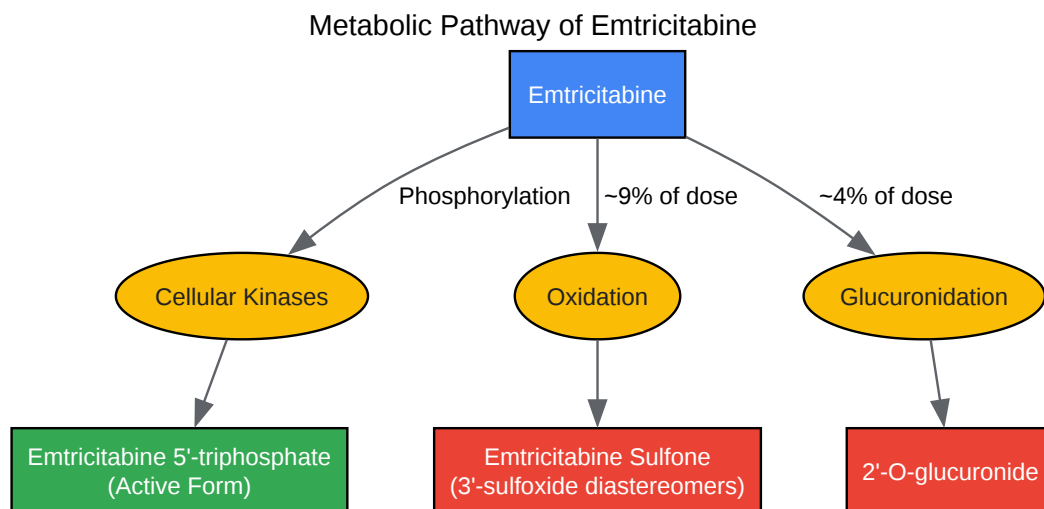 Metabolic Pathway of Emtricitabine
Emtricitabine
Phosphorylation
~9% of dose
~4% of dose
Cellular Kinases
Oxidation
Glucuronidation
Emtricitabine 5'-triphosphate
(Active Form)
Emtricitabine Sulfone
(3'-sulfoxide diastereomers)
2'-O-glucuronide